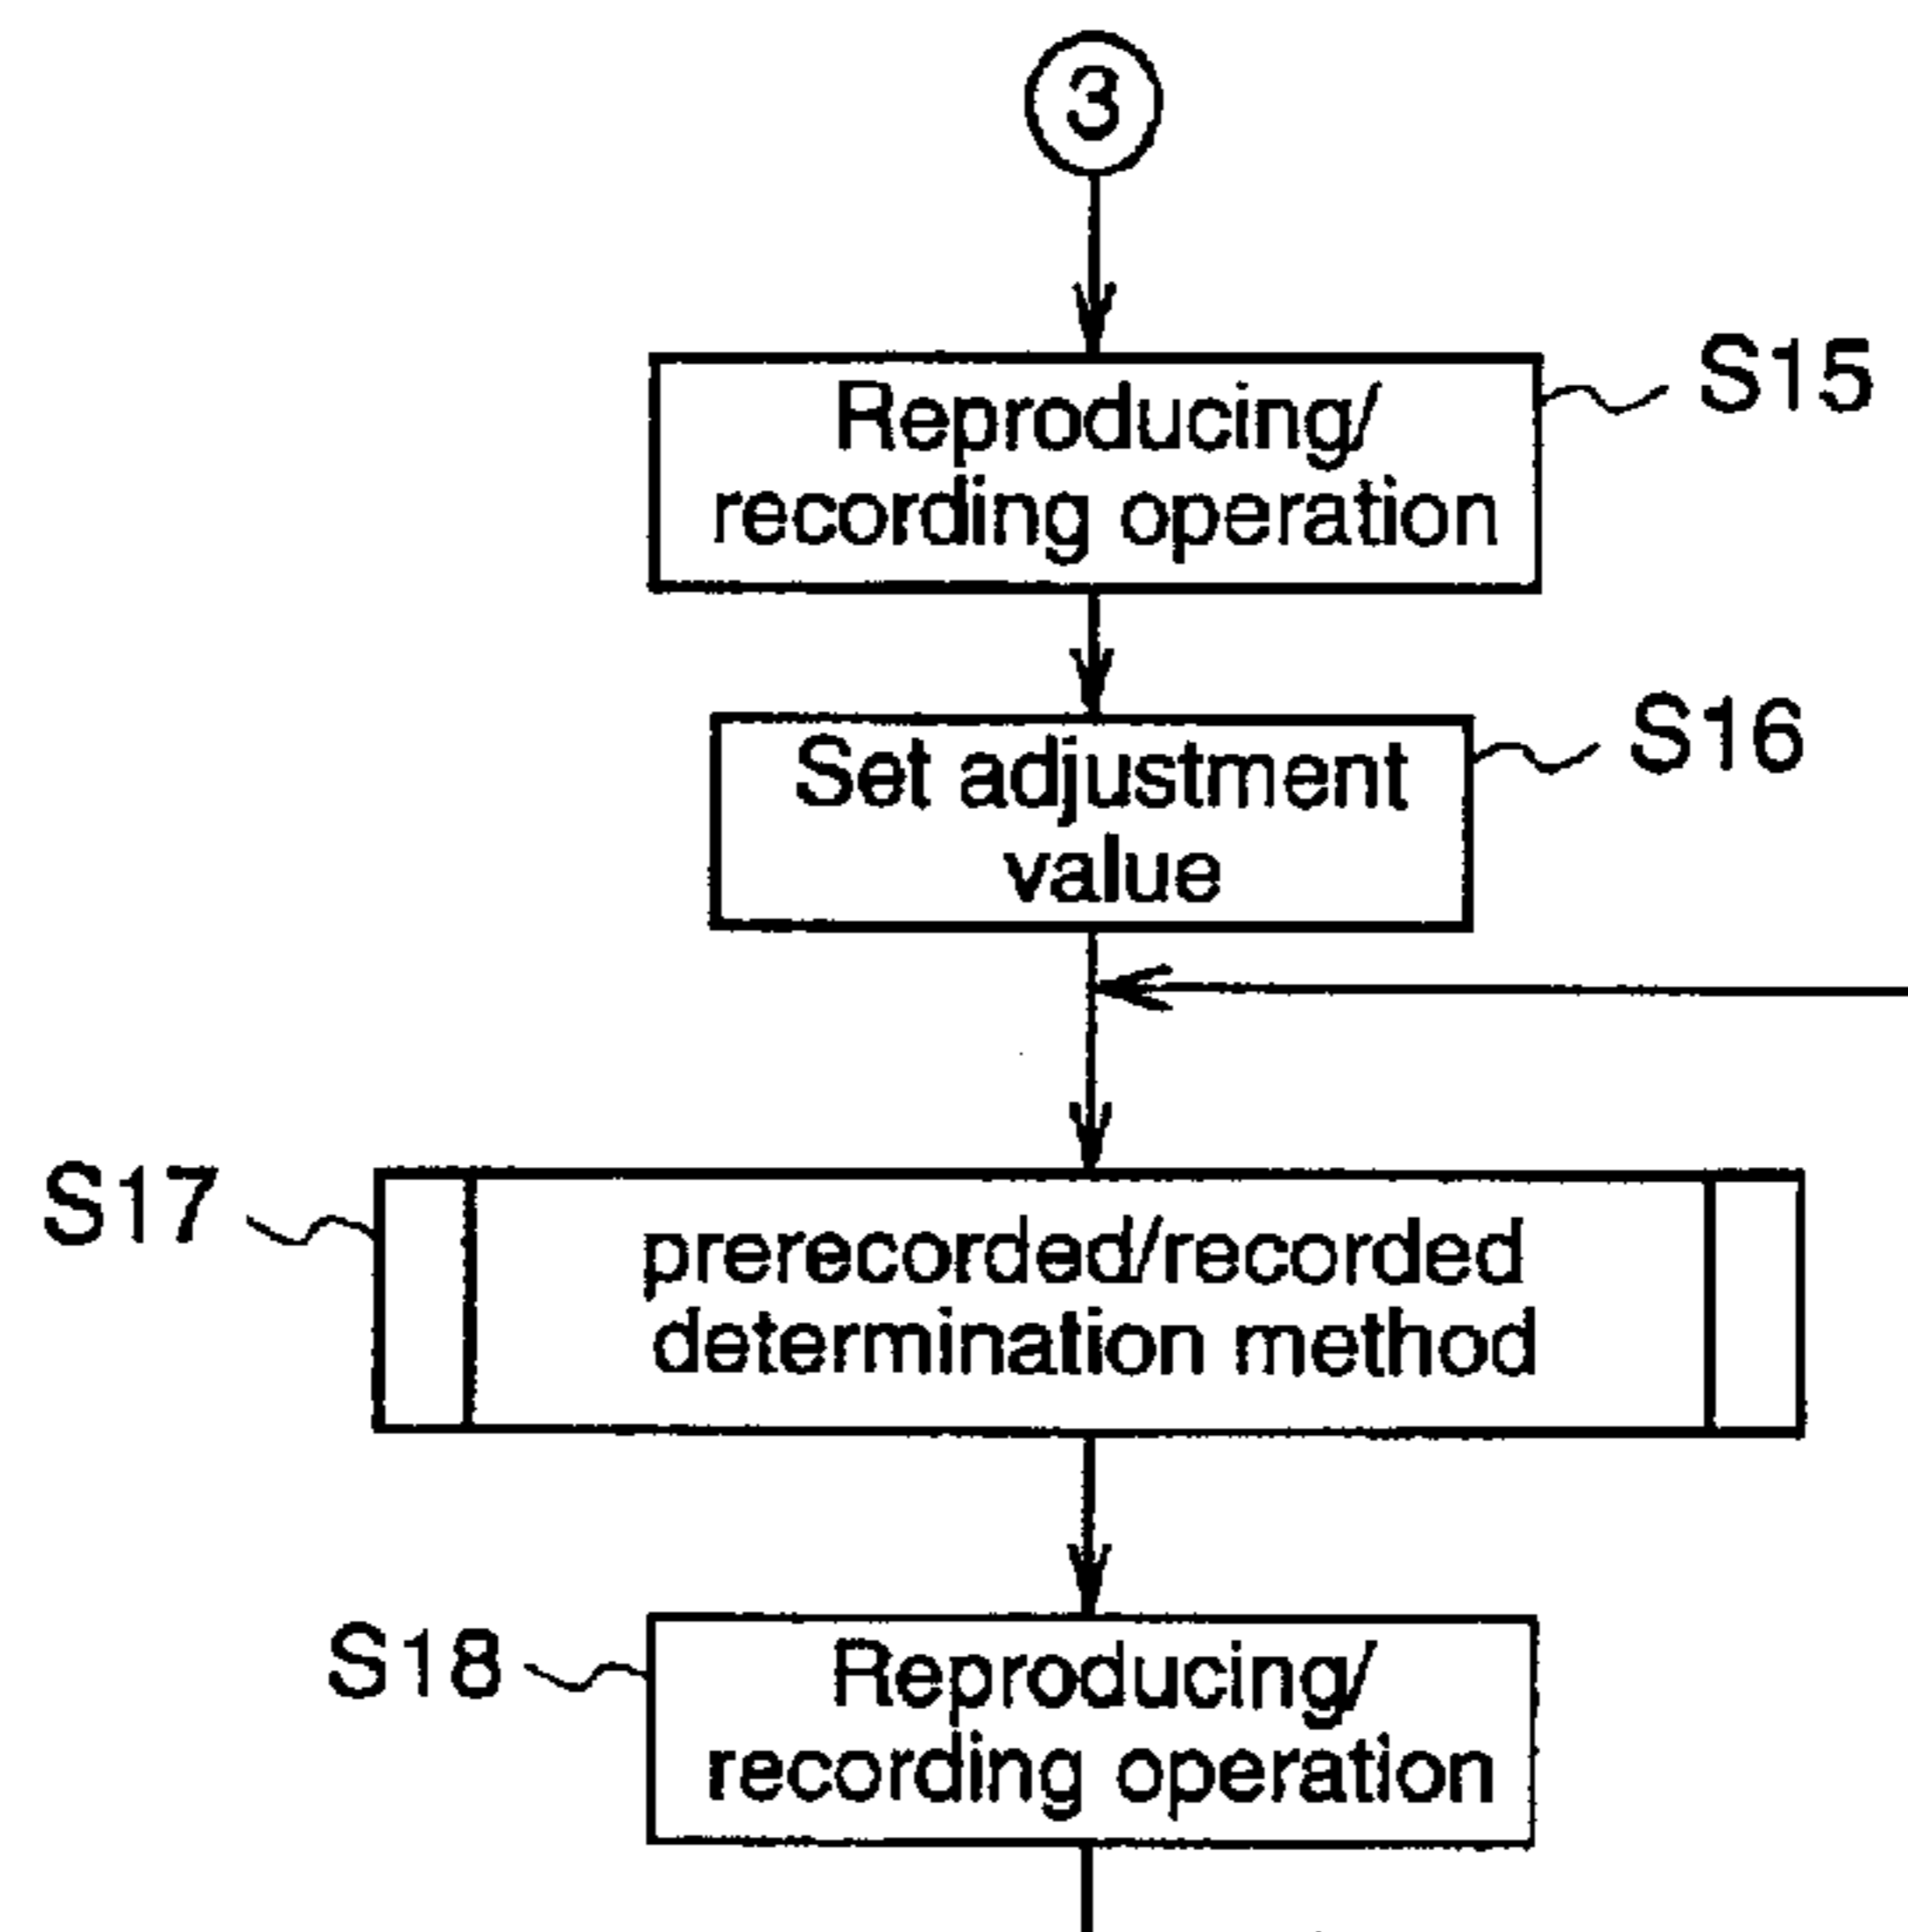 3
Reproducing/
recording operation
S15
Set adjustment
value
S16
S17
prerecorded/recorded
determination method
S18
Reproducing/
recording operation